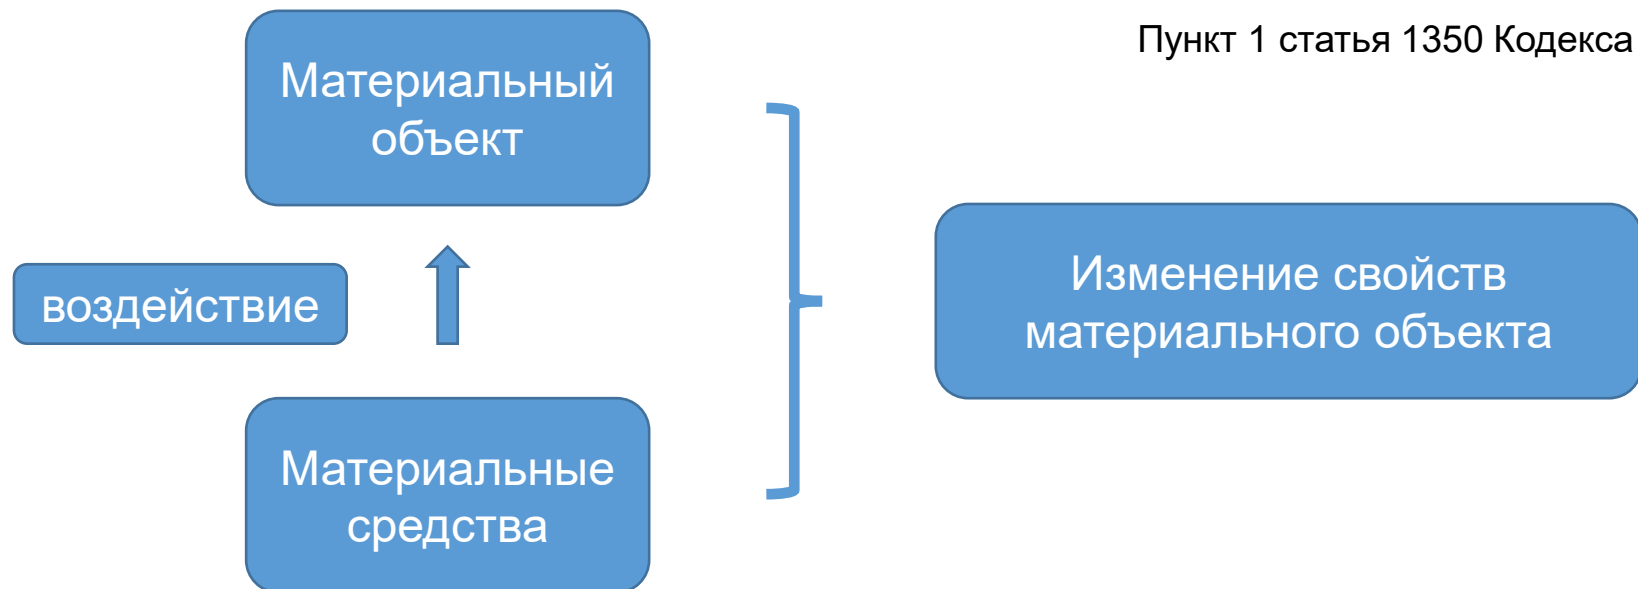 Пункт 1 статья 1350 Кодекса
Материальный
объект
воздействие
Материальные
средства
Изменение свойств
материального объекта